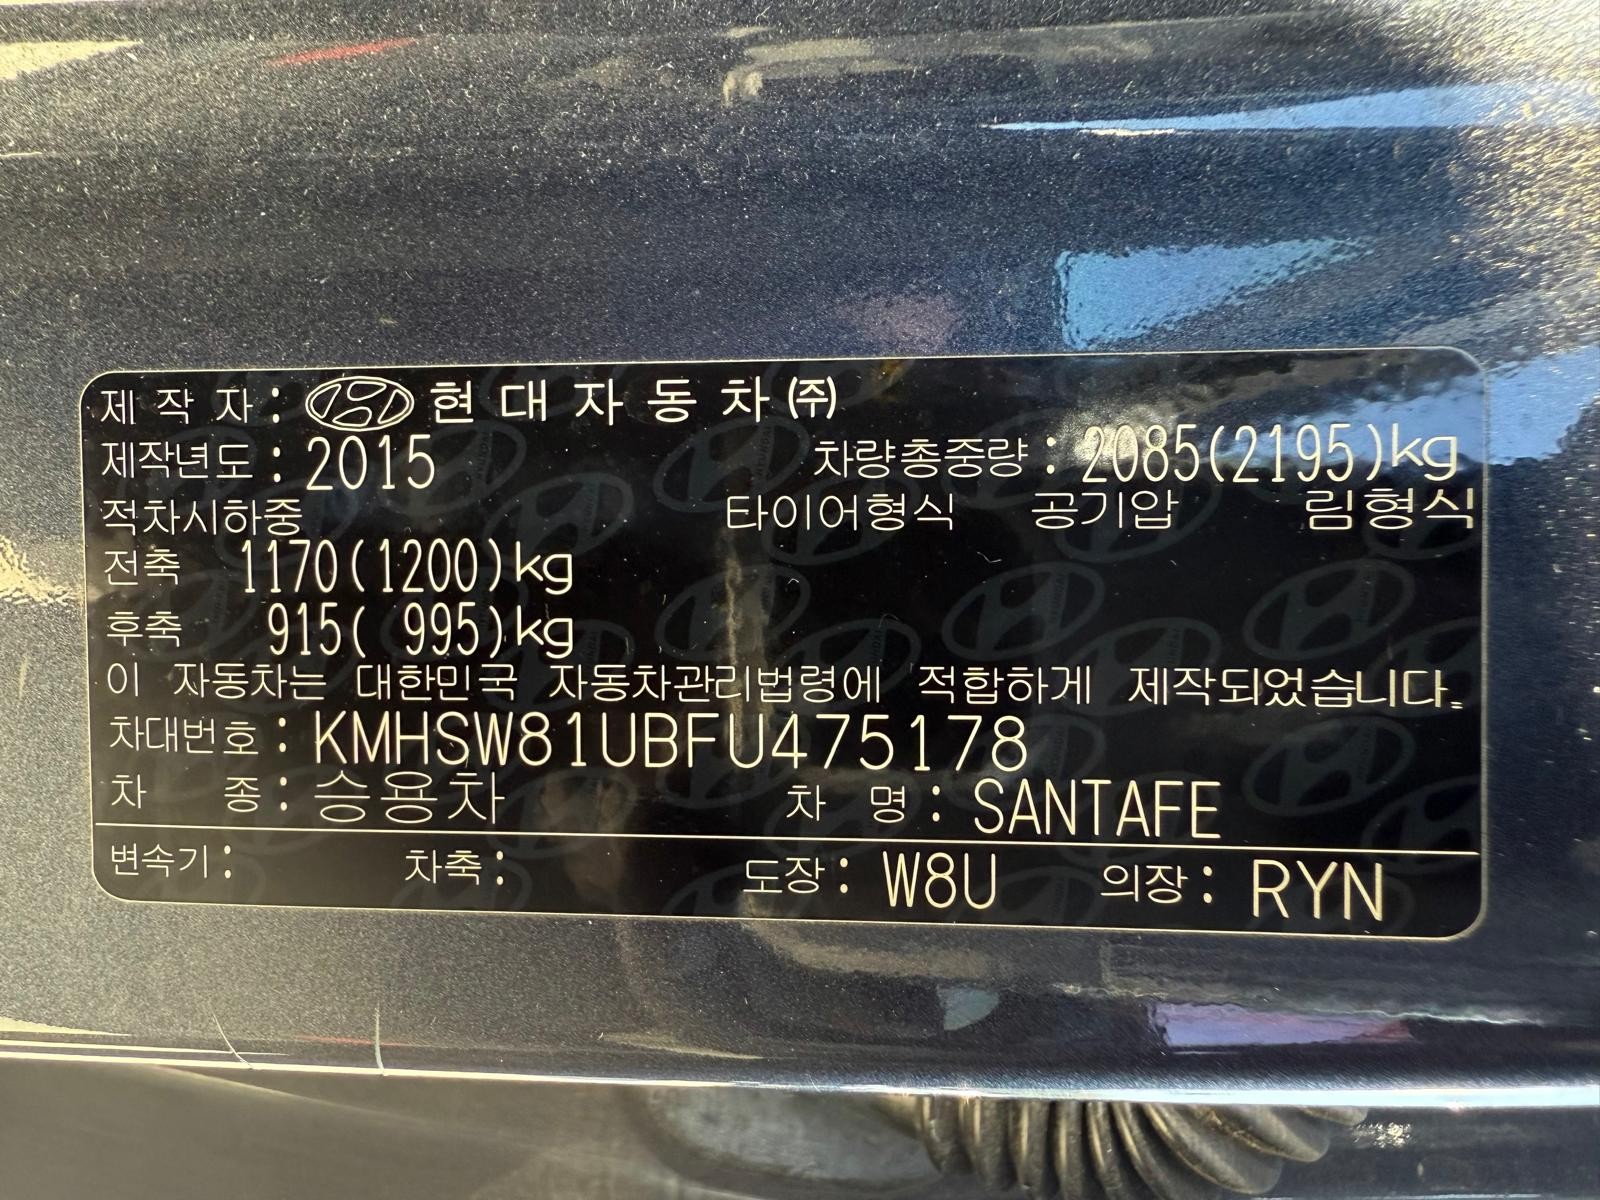 제 작 자 : 현 대 자 동 차 ㈜
제작년도 : 2015 차량총중량 : 2085(2195)kg
적차시하중 타이어형식 공기압 림형식
전축 1170(1200)kg
후축 915( 995)kg
이 자동차는 대한민국 자동차관리법령에 적합하게 제작되었습니다.
차대번호 : KMHSW81UBFU475178
차 종 : 승용차 차 명 : SANTAFE
변속기 : 차축 : 도장 : W8U 의장 : RYN